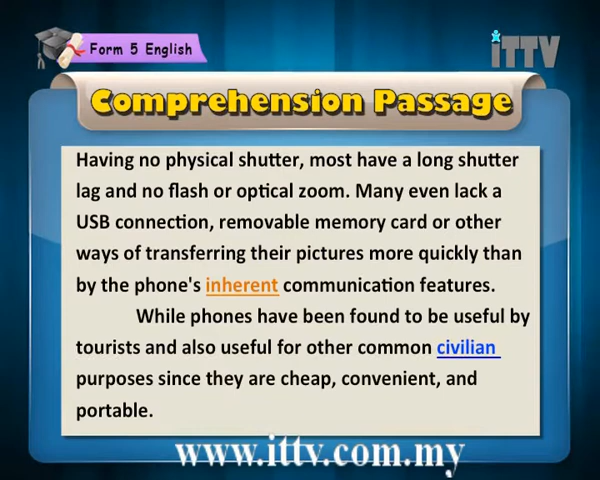 Form 5 English
iTTV
Comprehension Passage
Having no physical shutter, most have a long shutter
lag and no flash or optical zoom. Many even lack a
USB connection, removable memory card or other
ways of transferring their pictures more quickly than
by the phone's inherent communication features.
While phones have been found to be useful by
tourists and also useful for other common civilian
purposes since they are cheap, convenient, and
portable.
www.ittv.com.my